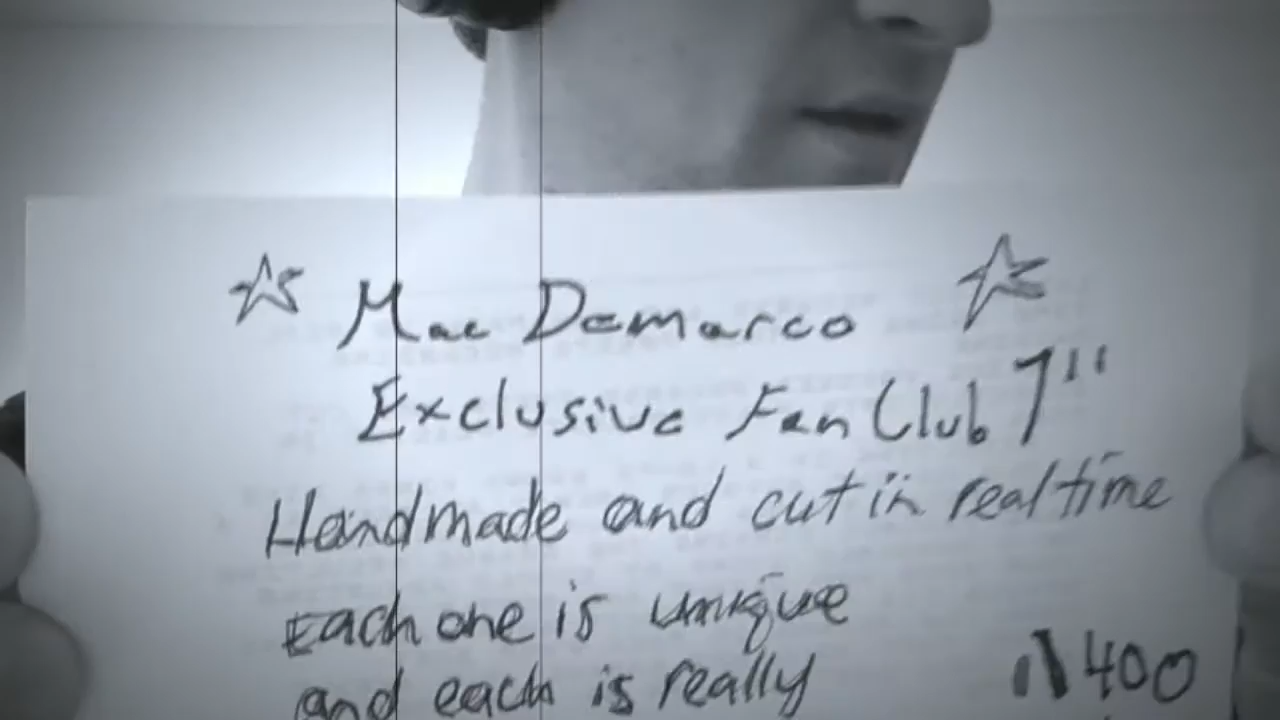 Mac Demarco
Exclusive Fan Club 7"
Handmade and cut in real time
Each one is unique
and each is really
400